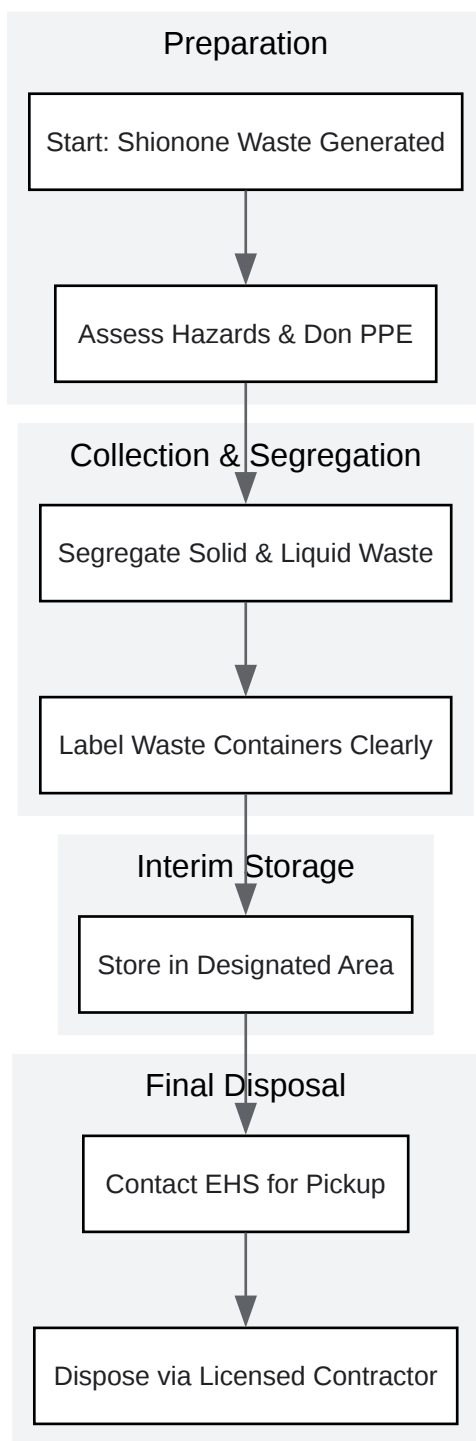 Preparation
Start: Shionone Waste Generated
Assess Hazards & Don PPE
Collection & Segregation
Segregate Solid & Liquid Waste
Label Waste Containers Clearly
Interim Storage
Store in Designated Area
Final Disposal
Contact EHS for Pickup
Dispose via Licensed Contractor